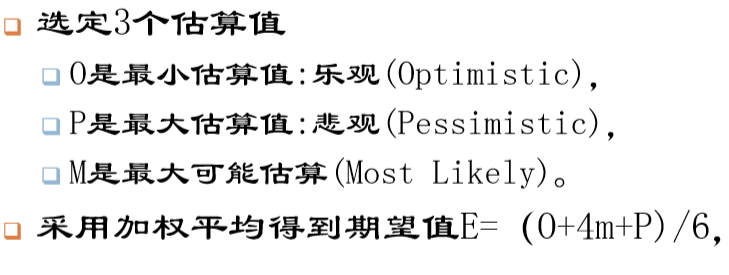 选定3个估算值
O是最小估算值:乐观(Optimistic),
P是最大估算值:悲观(Pessimistic),
M是最大可能估算(Most Likely)。
采用加权平均得到期望值E= (O+4m+P)/6,